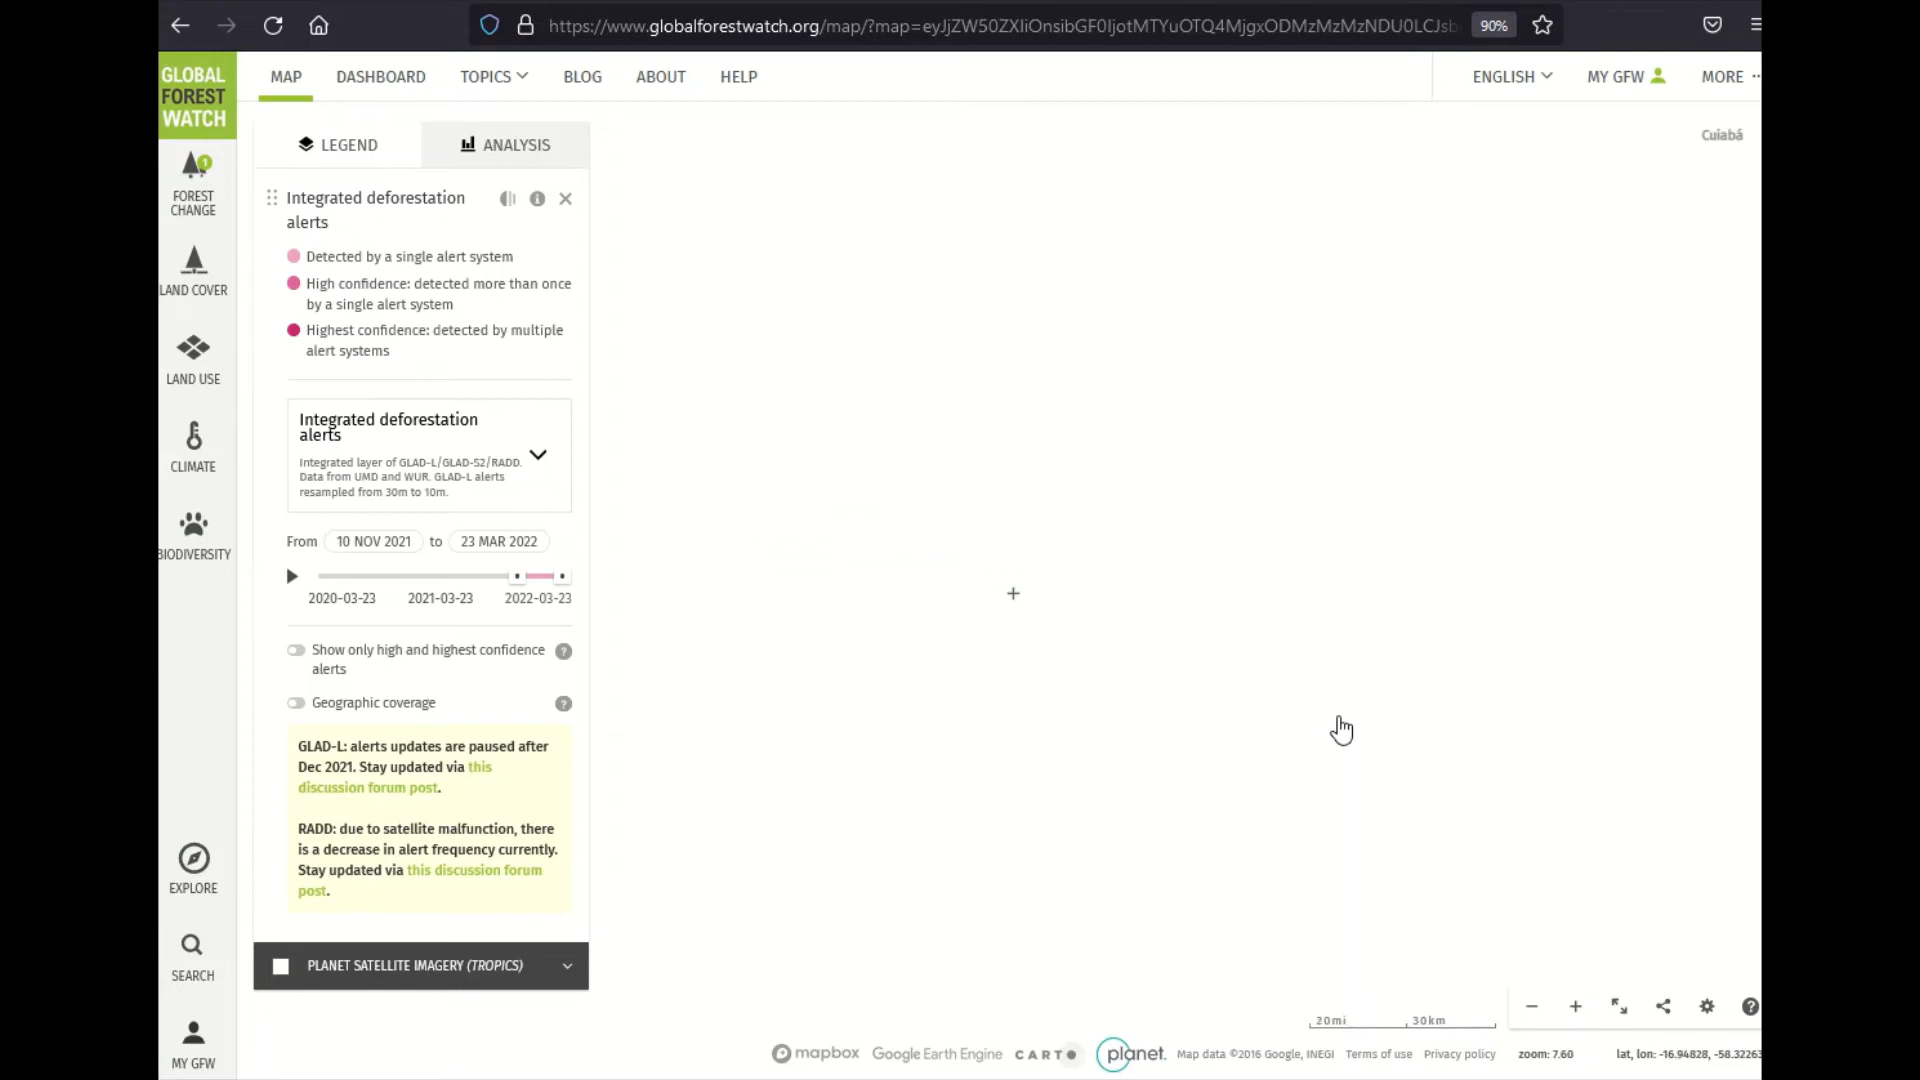 https://www.globalforestwatch.org/map/?map=eyJjZW50ZXIiOnsibGF0IjotMTYuOTQ4MjgxODMzMzMzNDU0LCJsb
90%
GLOBAL
FOREST
WATCH
MAP
DASHBOARD
TOPICS
BLOG
ABOUT
HELP
ENGLISH
MY GFW
MORE
Cuiabá
1
FOREST
CHANGE
LAND COVER
LAND USE
CLIMATE
BIODIVERSITY
EXPLORE
SEARCH
MY GFW
LEGEND
ANALYSIS
Integrated deforestation
alerts
Detected by a single alert system
High confidence: detected more than once
by a single alert system
Highest confidence: detected by multiple
alert systems
Integrated deforestation
alerts
Integrated layer of GLAD-L/GLAD-S2/RADD.
Data from UMD and WUR. GLAD-L alerts
resampled from 30m to 10m.
From 10 NOV 2021 to 23 MAR 2022
2020-03-23 2021-03-23 2022-03-23
Show only high and highest confidence
alerts
?
Geographic coverage
?
GLAD-L: alerts updates are paused after
Dec 2021. Stay updated via this
discussion forum post.
RADD: due to satellite malfunction, there
is a decrease in alert frequency currently.
Stay updated via this discussion forum
post.
PLANET SATELLITE IMAGERY (TROPICS)
20mi 30km
?
mapbox
Google Earth Engine
CARTO
planet.
Map data ©2016 Google, INEGI
Terms of use
Privacy policy
zoom: 7.60
lat, lon: -16.94828, -58.32263